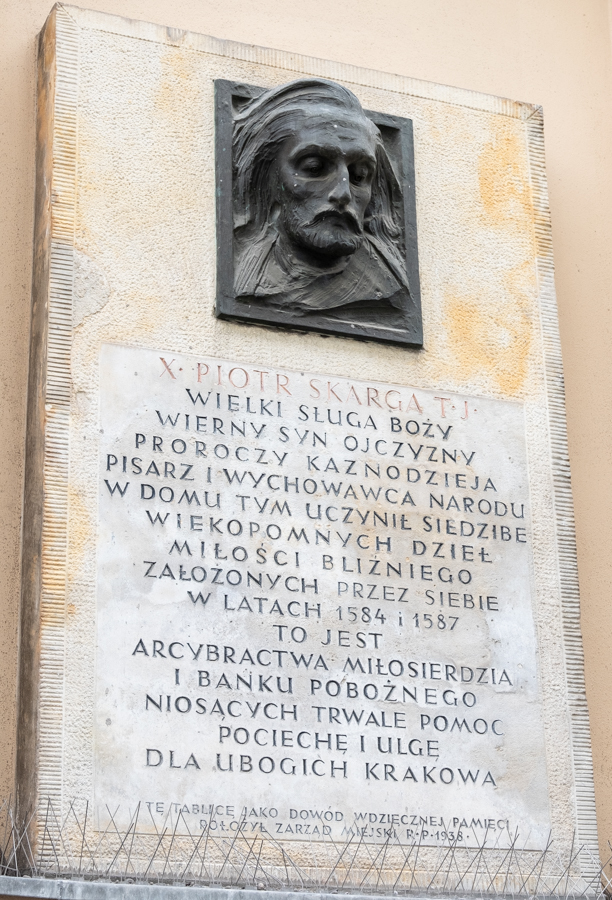 X·PIOTR SKARGA T·J·
WIELKI SŁUGA BOŻY
WIERNY SYN OJCZYZNY
PROROCZY KAZNODZIEJA
PISARZ I WYCHOWAWCA NARODU
W DOMU TYM UCZYNIŁ SIEDZIBĘ
WIEKOPOMNYCH DZIEŁ
MIŁOŚCI BLIŹNIEGO
ZAŁOŻONYCH PRZEZ SIEBIE
W LATACH 1584 i 1587
TO JEST
ARCYBRACTWA MIŁOSIERDZIA
I BANKU POBOŻNEGO
NIOSĄCYCH TRWALE POMOC
POCIECHĘ I ULGĘ
DLA UBOGICH KRAKOWA
TĘ TABLICĘ JAKO DOWÓD WDZIĘCZNEJ PAMIĘCI
POŁOŻYŁ ZARZĄD MIEJSKI R·P·1938·